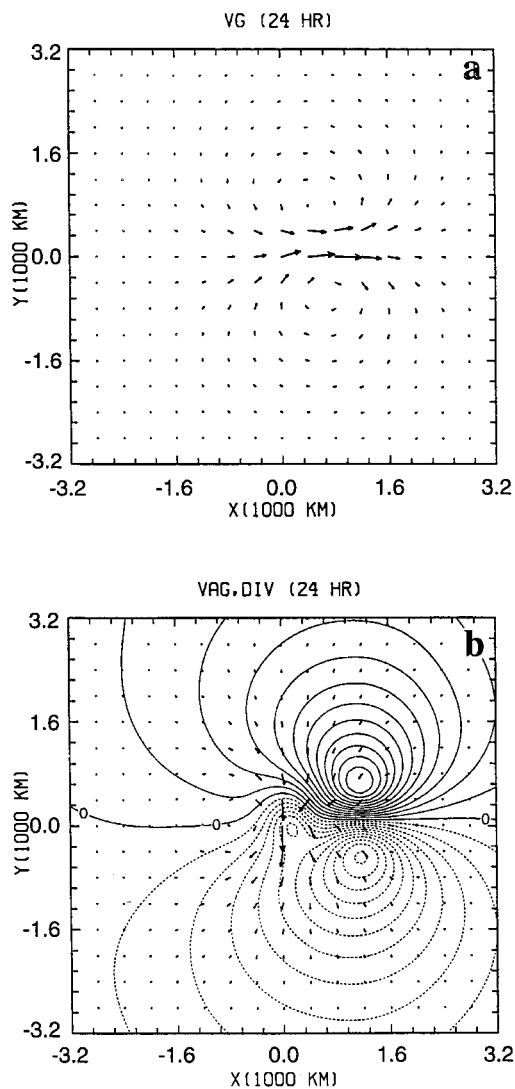 VG (24 HR)
a
3.2
1.6
0.0
-1.6
-3.2
Y(1000 KM)
-3.2 -1.6 0.0 1.6 3.2
X(1000 KM)
VAG,DIV (24 HR)
b
3.2
1.6
0.0
-1.6
-3.2
Y(1000 KM)
0 0 0 0
-3.2 -1.6 0.0 1.6 3.2
X(1000 KM)